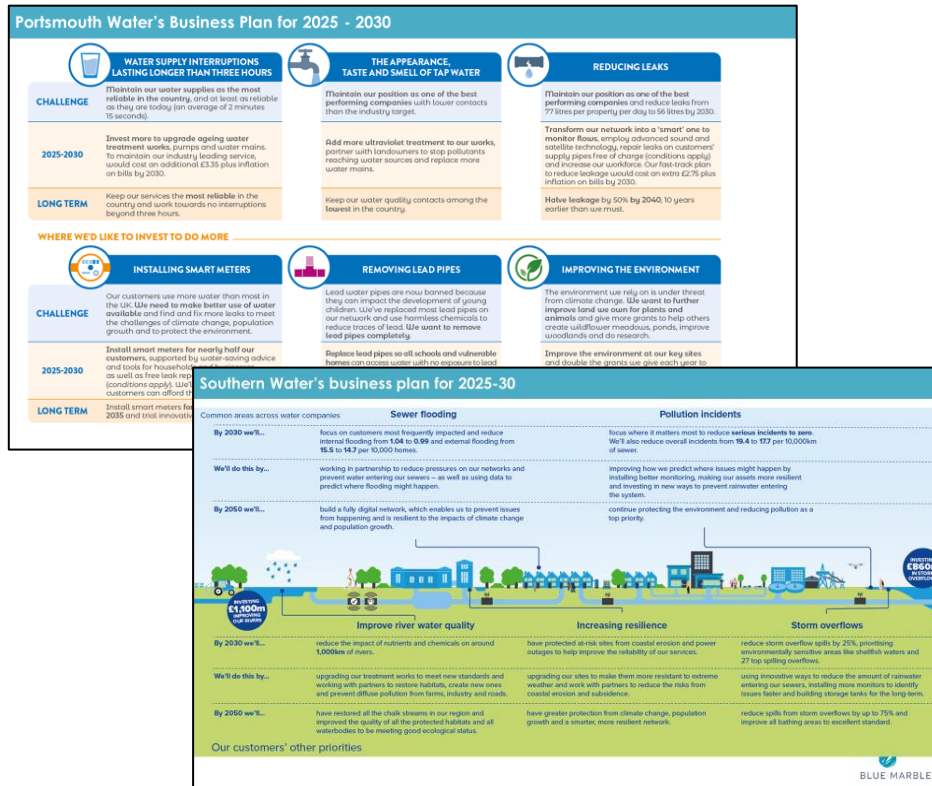 Portsmouth Water's Business Plan for 2025 - 2030
WATER SUPPLY INTERRUPTIONS
LASTING LONGER THAN THREE HOURS
THE APPEARANCE,
TASTE AND SMELL OF TAP WATER
REDUCING LEAKS
CHALLENGE
Maintain our water supplies as the most
reliable in the country, and at least as reliable
as they are today (an average of 2 minutes
15 seconds).
Maintain our position as one of the best
performing companies with lower contacts
than the industry target.
Maintain our position as one of the best
performing companies and reduce leaks from
77 litres per property per day to 56 litres by 2030.
2025-2030
Invest more to upgrade ageing water
treatment works, pumps and water mains.
To maintain our industry leading service,
would cost an additional £3.35 plus inflation
on bills by 2030.
Add more ultraviolet treatment to our works,
partner with landowners to stop pollutants
reaching water sources and replace more
water mains.
Transform our network into a 'smart' one to
monitor flows, employ advanced sound and
satellite technology, repair leaks on customers'
supply pipes free of charge (conditions apply)
and increase our workforce. Our fast-track plan
to reduce leakage would cost an extra £2.75 plus
inflation on bills by 2030.
LONG TERM
Keep our services the most reliable in the
country and work towards no interruptions
beyond three hours.
Keep our water quality contacts among the
lowest in the country.
Halve leakage by 50% by 2040, 10 years
earlier than we must.
WHERE WE'D LIKE TO INVEST TO DO MORE
INSTALLING SMART METERS
REMOVING LEAD PIPES
IMPROVING THE ENVIRONMENT
CHALLENGE
Our customers use more water than most in
the UK. We need to make better use of water
available and find and fix more leaks to meet
the challenges of climate change, population
growth and to protect the environment.
Lead water pipes are now banned because
they can impact the development of young
children. We've replaced most lead pipes on
our network and use harmless chemicals to
reduce traces of lead. We want to remove
lead pipes completely.
The environment we rely on is under threat
from climate change. We want to further
improve land we own for plants and
animals and give more grants to help others
create wildflower meadows, ponds, improve
woodlands and do research.
2025-2030
Install smart meters for nearly half our
customers, supported by water-saving advice
and tools for households
as well as free leak
(conditions apply). We'll
customers can afford
Replace lead pipes so all schools and vulnerable
homes can access water with no exposure to lead
Improve the environment at our key sites
and double the grants we give each year to
LONG TERM
Install smart meters for
2035 and trial
Southern Water's business plan for 2025-30
Common areas across water companies
Sewer flooding
Pollution incidents
By 2030 we'll...
focus on customers most frequently impacted and reduce
internal flooding from 1.04 to 0.99 and external flooding from
15.5 to 14.7 per 10,000 homes.
focus where it matters most to reduce serious incidents to zero.
We'll also reduce overall incidents from 19.4 to 17.7 per 10,000km
of sewer.
We'll do this by...
working in partnership to reduce pressures on our networks and
prevent water entering our sewers – as well as using data to
predict where flooding might happen.
improving how we predict where issues might happen by
installing better monitoring, making our assets more resilient
and investing in new ways to prevent rainwater entering
the system.
By 2050 we'll...
build a fully digital network, which enables us to prevent issues
from happening and is resilient to the impacts of climate change
and population growth.
continue protecting the environment and reducing pollution as a
top priority.
INVESTING
£1,100m
IMPROVING
OUR RIVERS
£860m
IN STORM
Improve river water quality
Increasing resilience
Storm overflows
By 2030 we'll...
reduce the impact of nutrients and chemicals on around
1,000km of rivers.
have protected at-risk sites from coastal erosion and power
outages to help improve the reliability of our services.
reduce storm overflow spills by 25%, prioritising
environmentally sensitive areas like shellfish waters and
27 top spilling overflows.
We'll do this by...
upgrading our treatment works to meet new standards and
working with partners to restore habitats, create new ones
and prevent diffuse pollution from farms, industry and roads.
upgrading our sites to make them more resistant to extreme
weather and work with partners to reduce the risks from
coastal erosion and subsidence.
using innovative ways to reduce the amount of rainwater
entering our sewers, installing more monitors to identify
issues faster and building storage tanks for the long-term.
By 2050 we'll...
have restored all the chalk streams in our region and
improved the quality of all the protected habitats and all
waterbodies to be meeting good ecological status.
have greater protection from climate change, population
growth and a smarter, more resilient network.
reduce spills from storm overflows by up to 75% and
improve all bathing areas to excellent standard.
Our customers' other priorities
BLUE MARBLE